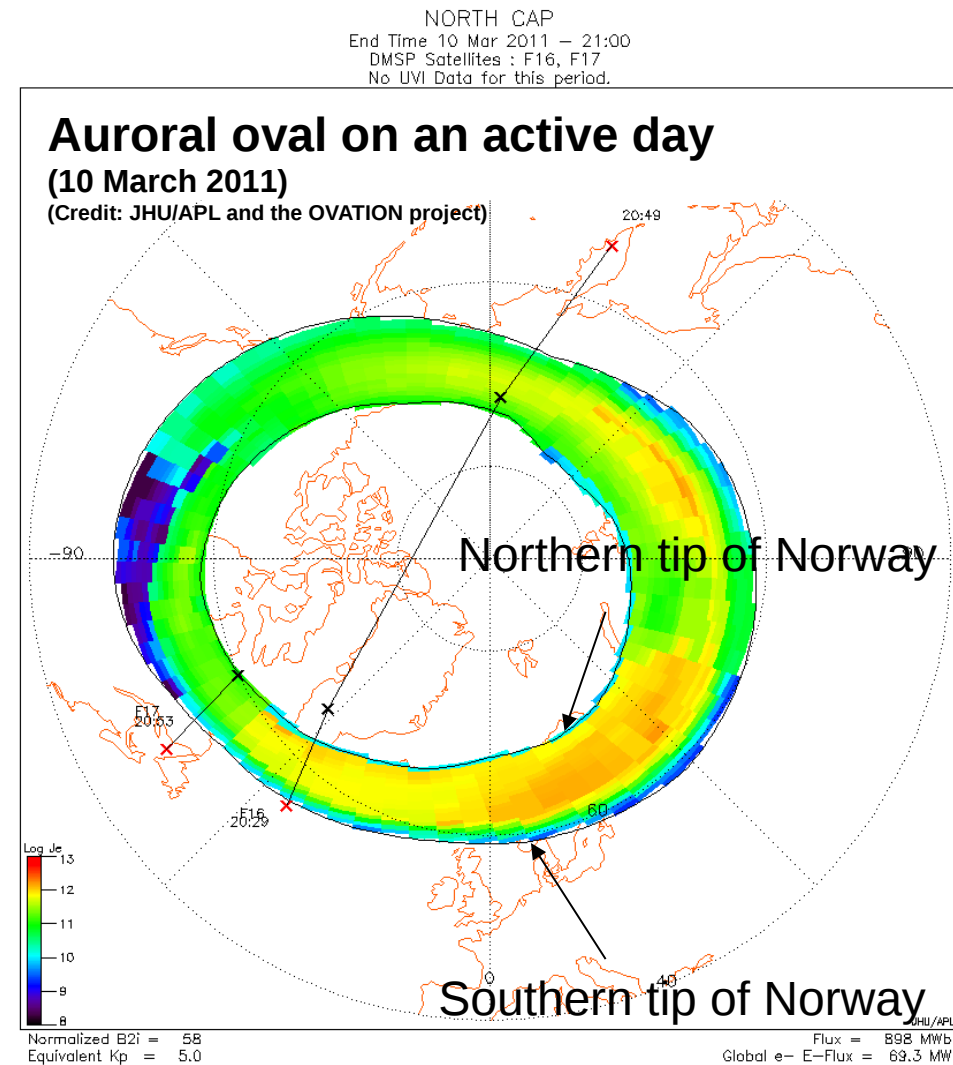 NORTH CAP
End Time 10 Mar 2011 – 21:00
DMSP Satellites : F16, F17
No UVI Data for this period.
Auroral oval on an active day
(10 March 2011)
(Credit: JHU/APL and the OVATION project)
20:49
-90
Northern tip of Norway
90
F17
20:53
F16
20:29
60
Log Je
13
12
11
10
9
8
0
40
Southern tip of Norway
JHU/APL
Normalized B2i = 58
Equivalent Kp = 5.0
Flux = 898 MWb
Global e- E-Flux = 69.3 MW